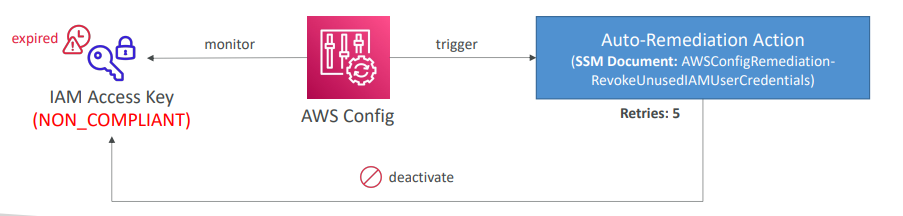 expired
monitor
trigger
Auto-Remediation Action
(SSM Document: AWSConfigRemediation-
RevokeUnusedIAMUserCredentials)
IAM Access Key
(NON_COMPLIANT)
AWS Config
Retries: 5
deactivate